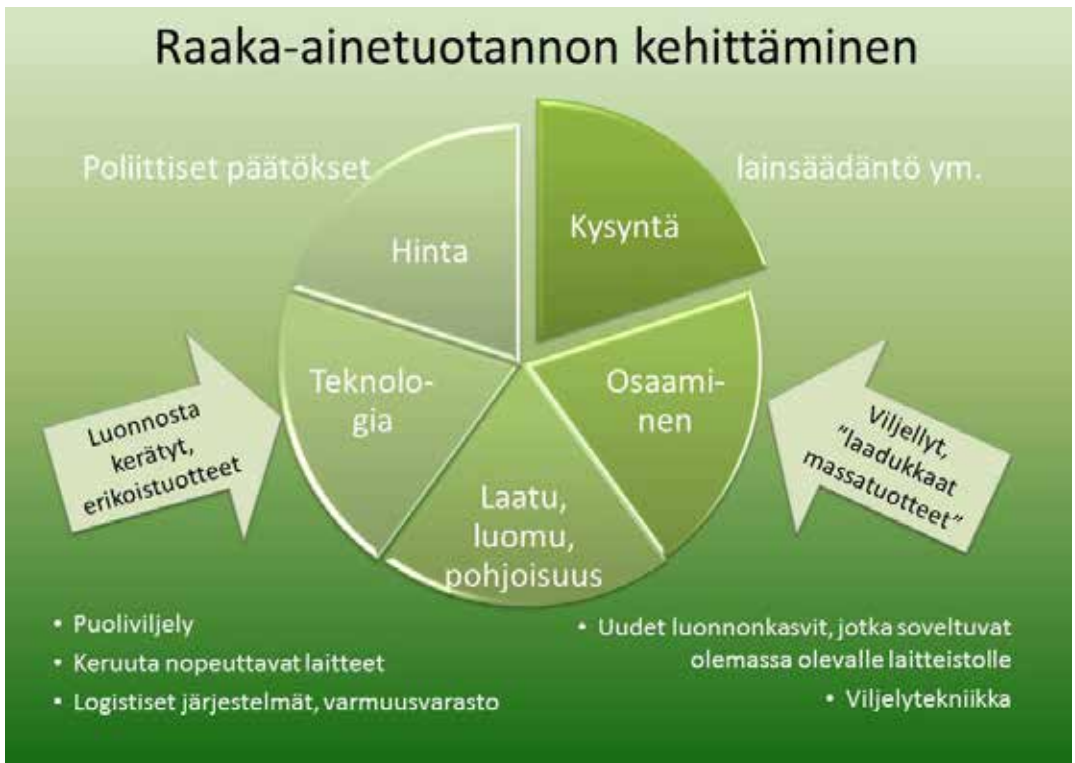 Raaka-ainetuotannon kehittäminen
Poliittiset päätökset
lainsäädäntö ym.
Hinta
Kysyntä
Teknolo-
gia
Osaami-
nen
Laatu,
luomu,
pohjoisuus
Luonnosta
kerätyt,
erikoistuotteet
Viljellyt,
”laadukkaat
massatuotteet”
• Puoliviljely
• Keruuta nopeuttavat laitteet
• Logistiset järjestelmät, varmuusvarasto
• Uudet luonnonkasvit, jotka soveltuvat
olemassa olevalle laitteistolle
• Viljelytekniikka